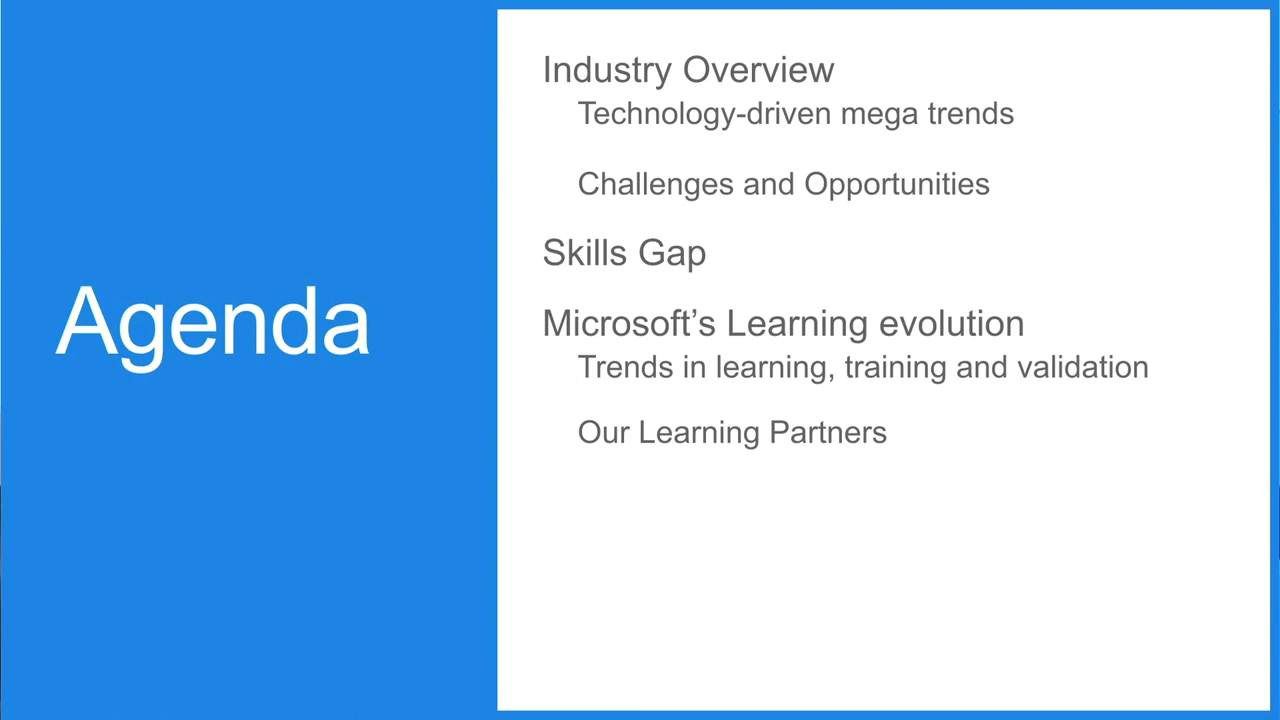 Agenda
Industry Overview
Technology-driven mega trends
Challenges and Opportunities
Skills Gap
Microsoft’s Learning evolution
Trends in learning, training and validation
Our Learning Partners